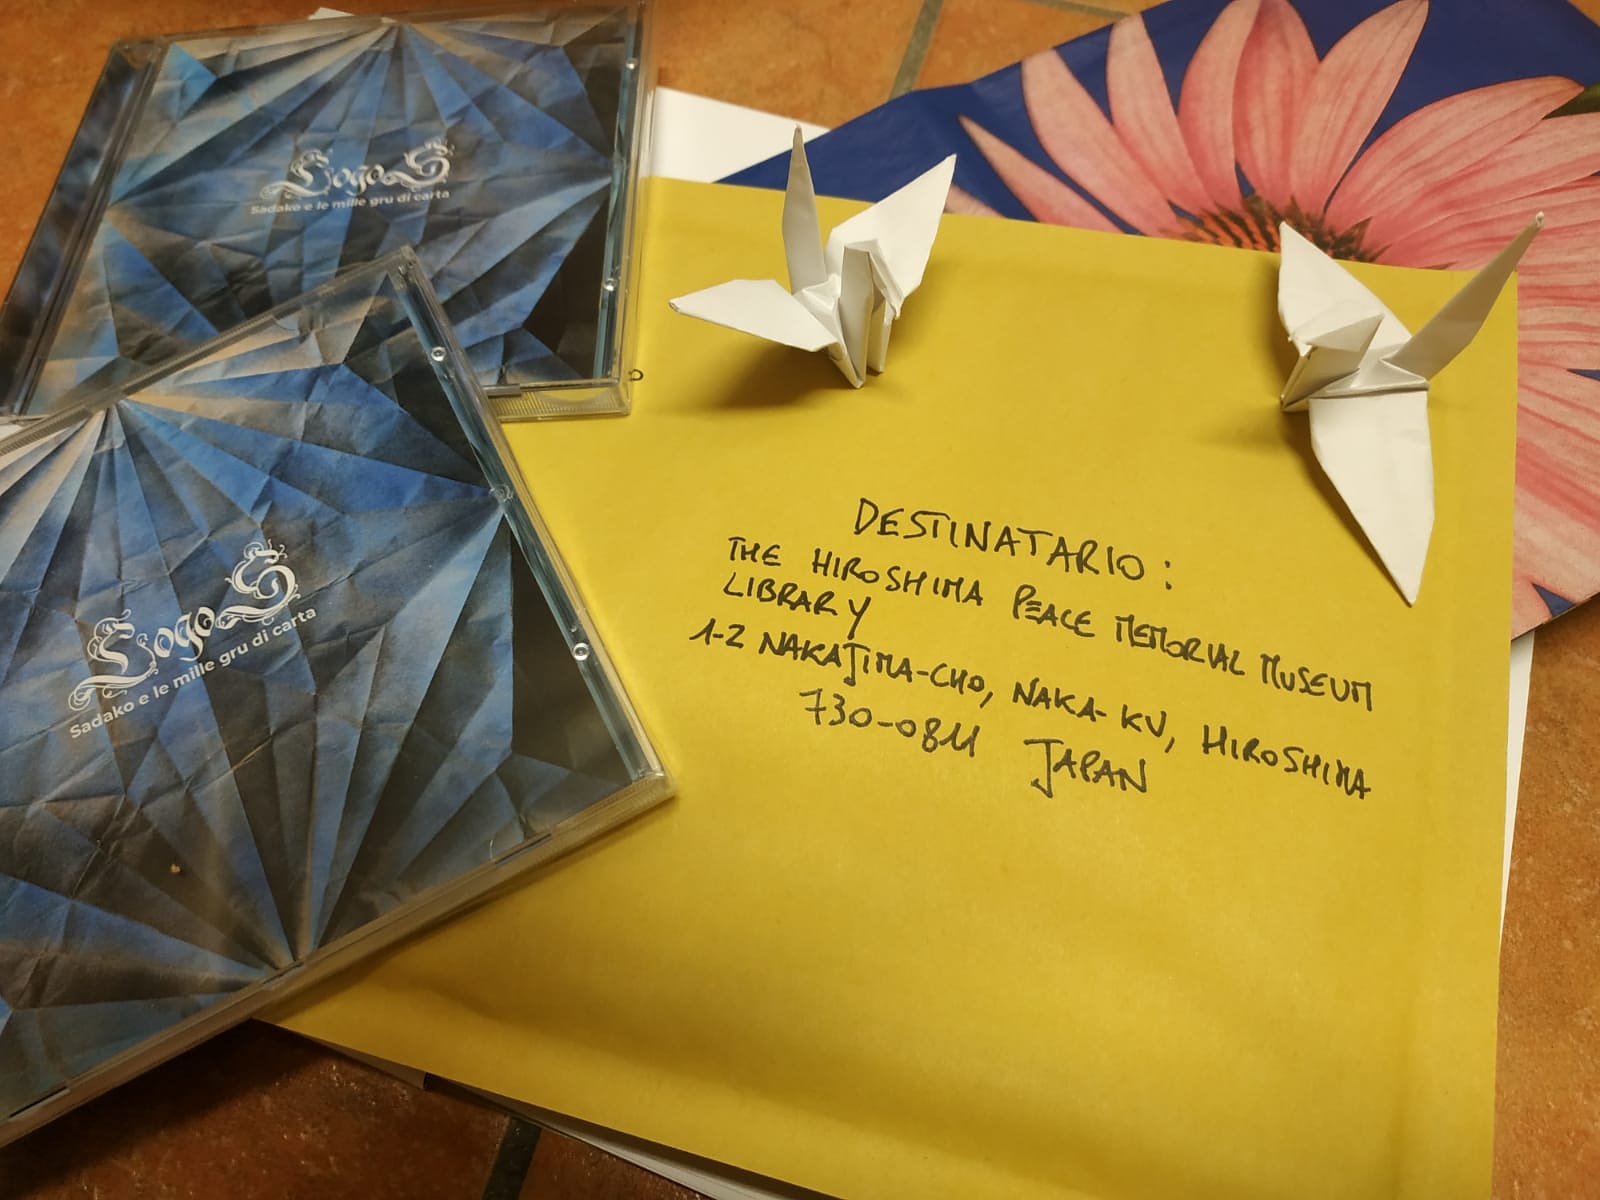 LogoS
Sadako e le mille gru di carta
LogoS
Sadako e le mille gru di carta
DESTINATARIO:
THE HIROSHIMA PEACE MEMORIAL MUSEUM
LIBRARY
1-2 NAKAJIMA-CHO, NAKA-KU, HIROSHIMA
730-0811 JAPAN